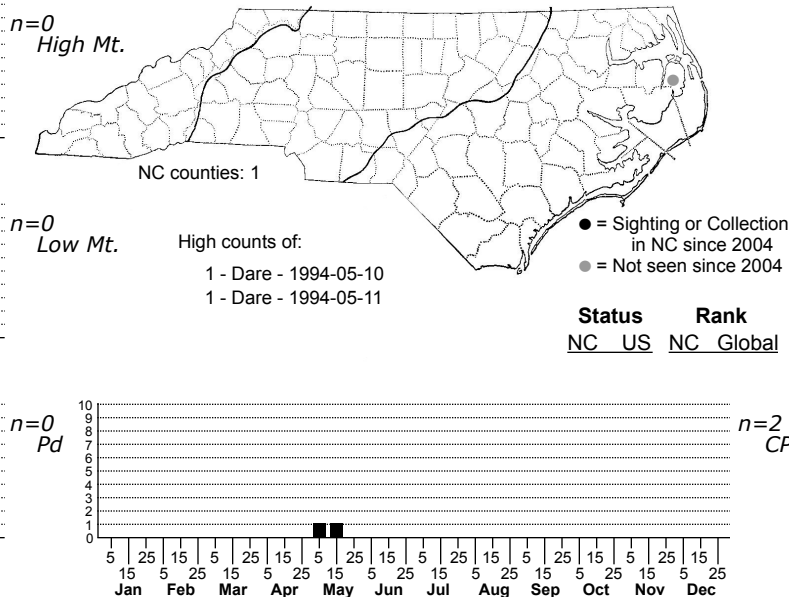 n=0
High Mt.
NC counties: 1
n=0
Low Mt.
High counts of:
1 - Dare - 1994-05-10
1 - Dare - 1994-05-11
= Sighting or Collection
in NC since 2004
= Not seen since 2004
Status Rank
NC US NC Global
n=0
Pd
n=2
CP
10
9
8
7
6
5
4
3
2
1
0
5 25 15 5 25 15 5 25 15 5 25 15 5 25 15 5 25 15
15 5 25 15 5 25 15 5 25 15 5 25 15 5 25 15 5 25
Jan Feb Mar Apr May Jun Jul Aug Sep Oct Nov Dec